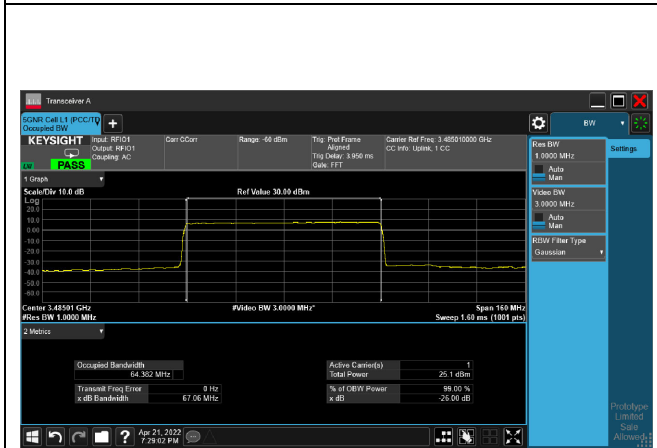 Transceiver A
5GNR Cell L1 (PCC/TD
Occupied BW
KEYSIGHT
PASS
Input: RFIO1
Output: RFIO1
Coupling: AC
Corr CCorr
Range: -60 dBm
Trig: Pref Frame
Aligned
Trig Delay: 3.950 ms
Gate: FFT
Carrier Ref Freq: 3.485010000 GHz
CC Info: Uplink, 1 CC
1 Graph
Scale/Div 10.0 dB
Ref Value 30.00 dBm
Log
20.0
10.0
0.00
-10.0
-20.0
-30.0
-40.0
-50.0
-60.0
Center 3.48501 GHz
#Video BW 3.0000 MHz*
Span 160 MHz
#Res BW 1.0000 MHz
Sweep 1.60 ms (1001 pts)
2 Metrics
Occupied Bandwidth
64.382 MHz
Active Carrier(s) 1
Total Power 25.1 dBm
Transmit Freq Error 0 Hz
x dB Bandwidth 67.06 MHz
% of OBW Power 99.00 %
x dB -26.00 dB
BW
Settings
Res BW
1.0000 MHz
Auto
Man
Video BW
3.0000 MHz
Auto
Man
RBW Filter Type
Gaussian
Prototype
Limited
Sale
Allowed
Apr 21, 2022
7:29:02 PM